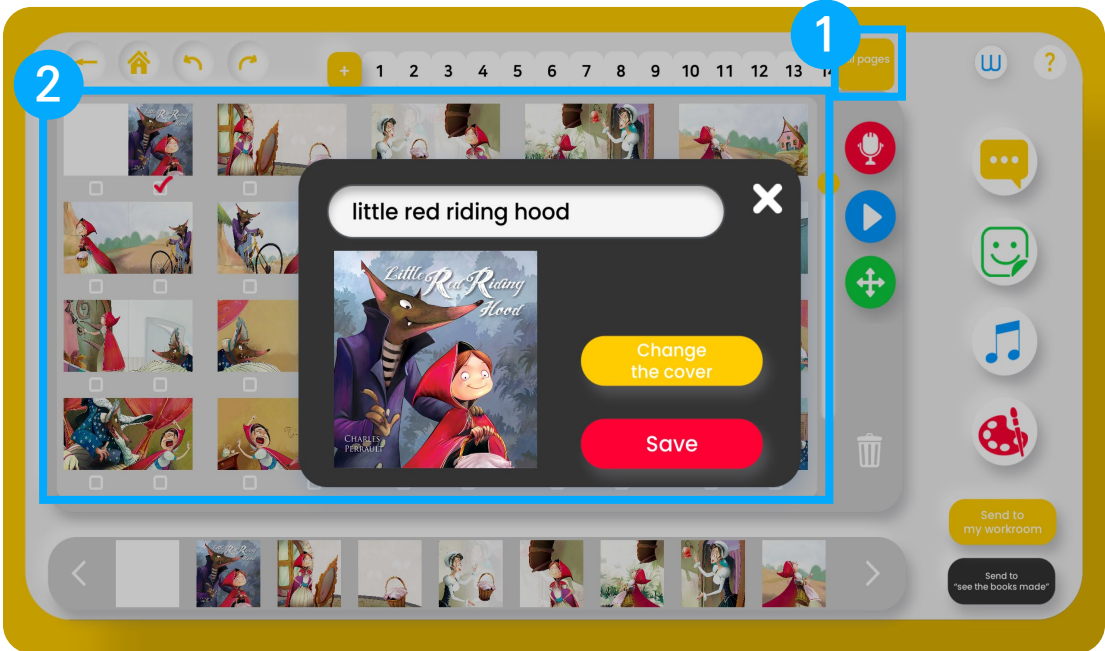 1
+ 1 2 3 4 5 6 7 8 9 10 11 12 13
pages
W ?
2
little red riding hood
Little Red Riding
Hood
CHARLES
PERRAULT
Change
the cover
Save
Send to
my workroom
Send to
"see the books made"